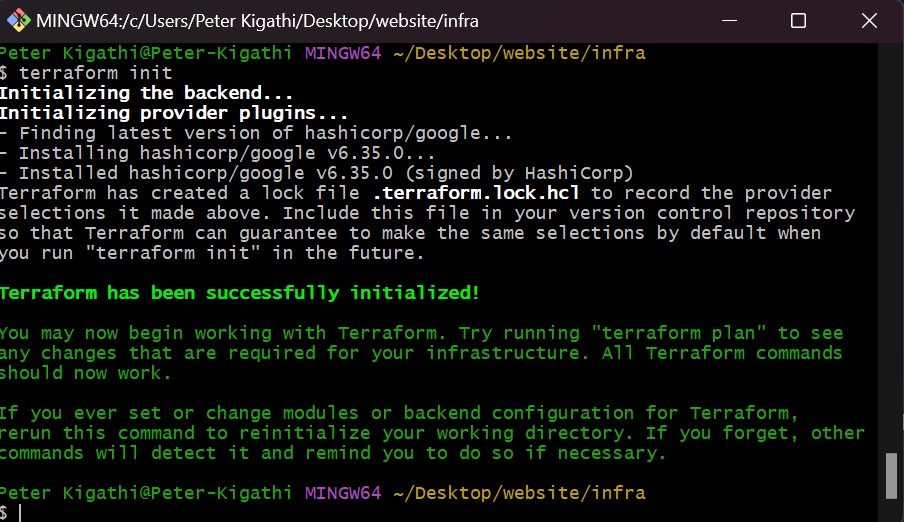 MINGW64:/c/Users/Peter Kigathi/Desktop/website/infra
Peter Kigathi@Peter-Kigathi MINGW64 ~/Desktop/website/infra
$ terraform init
Initializing the backend...
Initializing provider plugins...
- Finding latest version of hashicorp/google...
- Installing hashicorp/google v6.35.0...
- Installed hashicorp/google v6.35.0 (signed by HashiCorp)
Terraform has created a lock file .terraform.lock.hcl to record the provider
selections it made above. Include this file in your version control repository
so that Terraform can guarantee to make the same selections by default when
you run "terraform init" in the future.
Terraform has been successfully initialized!
You may now begin working with Terraform. Try running "terraform plan" to see
any changes that are required for your infrastructure. All Terraform commands
should now work.
If you ever set or change modules or backend configuration for Terraform,
rerun this command to reinitialize your working directory. If you forget, other
commands will detect it and remind you to do so if necessary.
Peter Kigathi@Peter-Kigathi MINGW64 ~/Desktop/website/infra
$